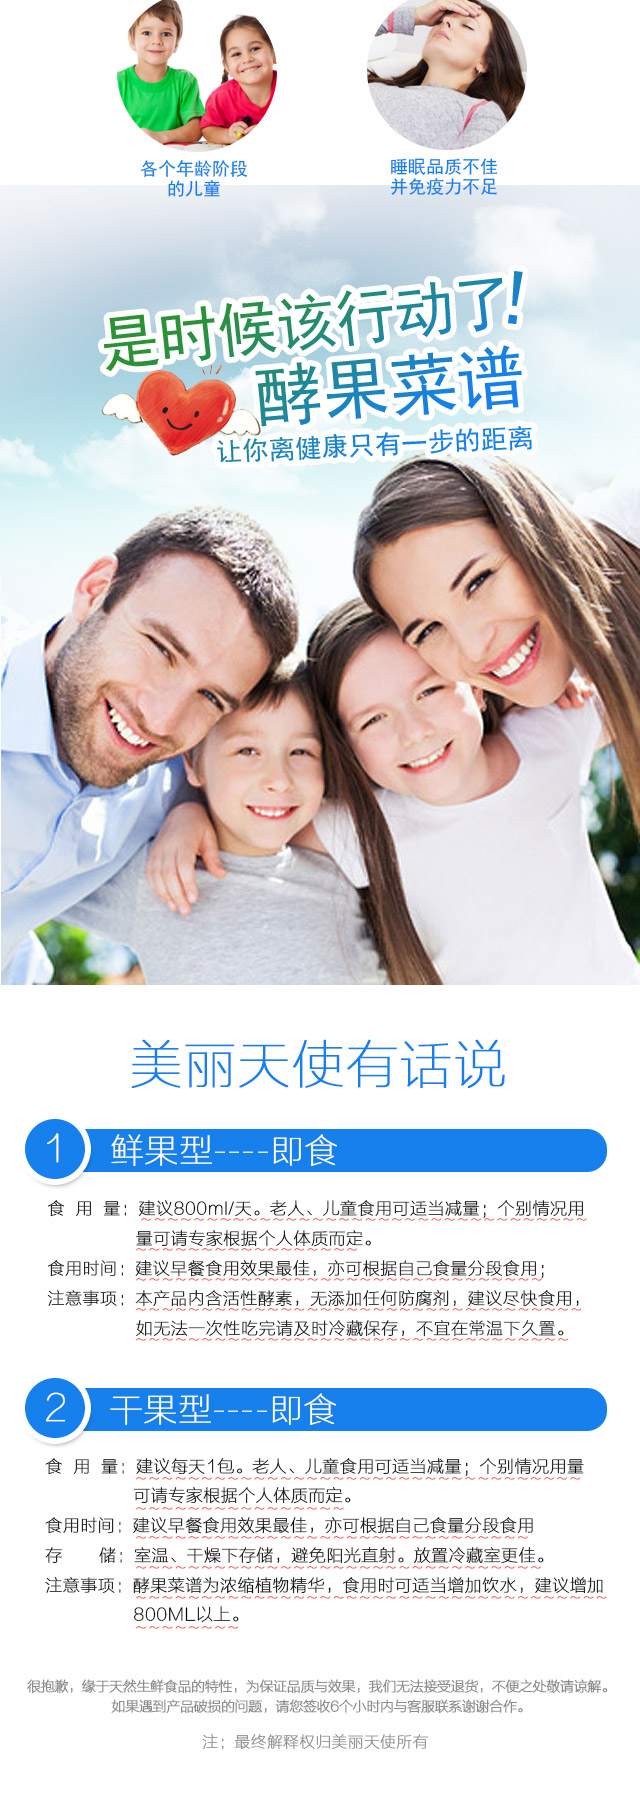 各个年龄阶段
的儿童
睡眠品质不佳
并免疫力不足
是时候该行动了!
酵果菜谱
让你离健康只有一步的距离
美丽天使有话说
1 鲜果型----即食
食 用 量：建议800ml/天。老人、儿童食用可适当减量；个别情况用
量可请专家根据个人体质而定。
食用时间：建议早餐食用效果最佳，亦可根据自己食量分段食用；
注意事项：本产品内含活性酵素，无添加任何防腐剂，建议尽快食用，
如无法一次性吃完请及时冷藏保存，不宜在常温下久置。
2 干果型----即食
食 用 量：建议每天1包。老人、儿童食用可适当减量；个别情况用量
可请专家根据个人体质而定。
食用时间：建议早餐食用效果最佳，亦可根据自己食量分段食用
存 储：室温、干燥下存储，避免阳光直射。放置冷藏室更佳。
注意事项：酵果菜谱为浓缩植物精华，食用时可适当增加饮水，建议增加
800ML以上。
很抱歉，缘于天然生鲜食品的特性，为保证品质与效果，我们无法接受退货，不便之处敬请谅解。
如果遇到产品破损的问题，请您签收6个小时内与客服联系谢谢合作。
注：最终解释权归美丽天使所有